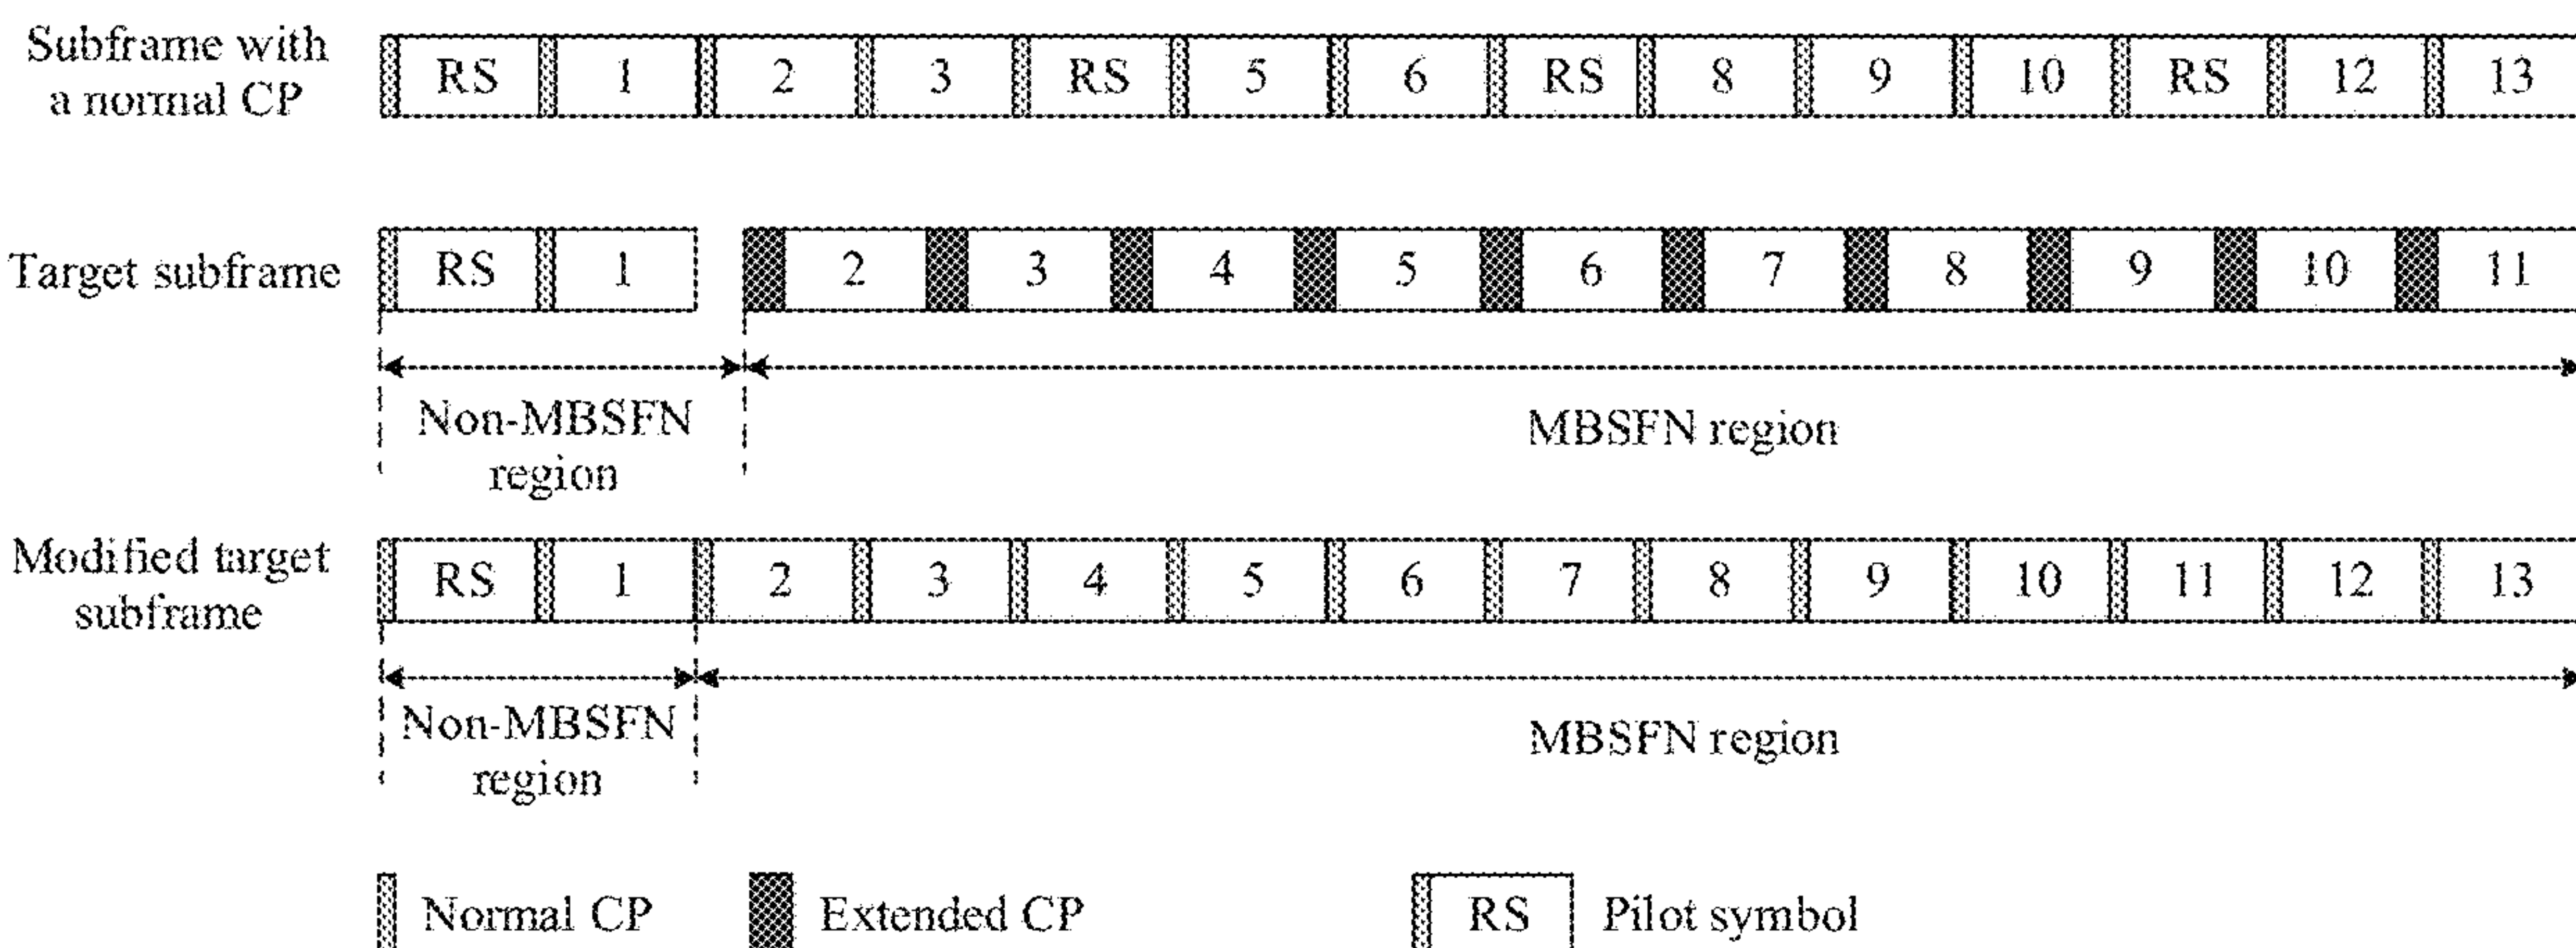 Subframe with
a normal CP
RS 1 2 3 RS 5 6 RS 8 9 10 RS 12 13
Target subframe
RS 1 2 3 4 5 6 7 8 9 10 11
Non-MBSFN
region
MBSFN region
Modified target
subframe
RS 1 2 3 4 5 6 7 8 9 10 11 12 13
Non-MBSFN
region
MBSFN region
Normal CP
Extended CP
RS Pilot symbol